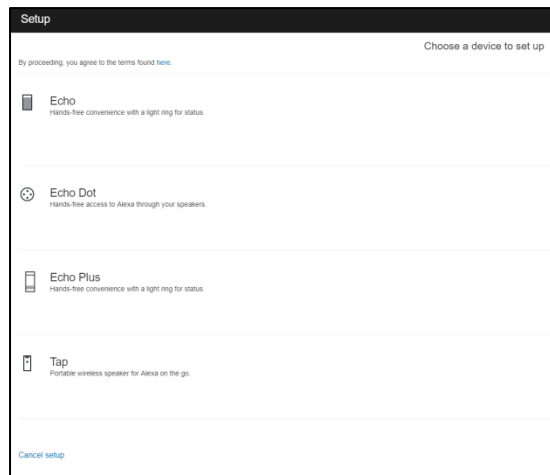 Setup
Choose a device to set up
By proceeding, you agree to the terms found here.
Echo
Hands-free convenience with a light ring for status.
Echo Dot
Hands-free access to Alexa through your speakers.
Echo Plus
Hands-free convenience with a light ring for status.
Tap
Portable wireless speaker for Alexa on the go.
Cancel setup